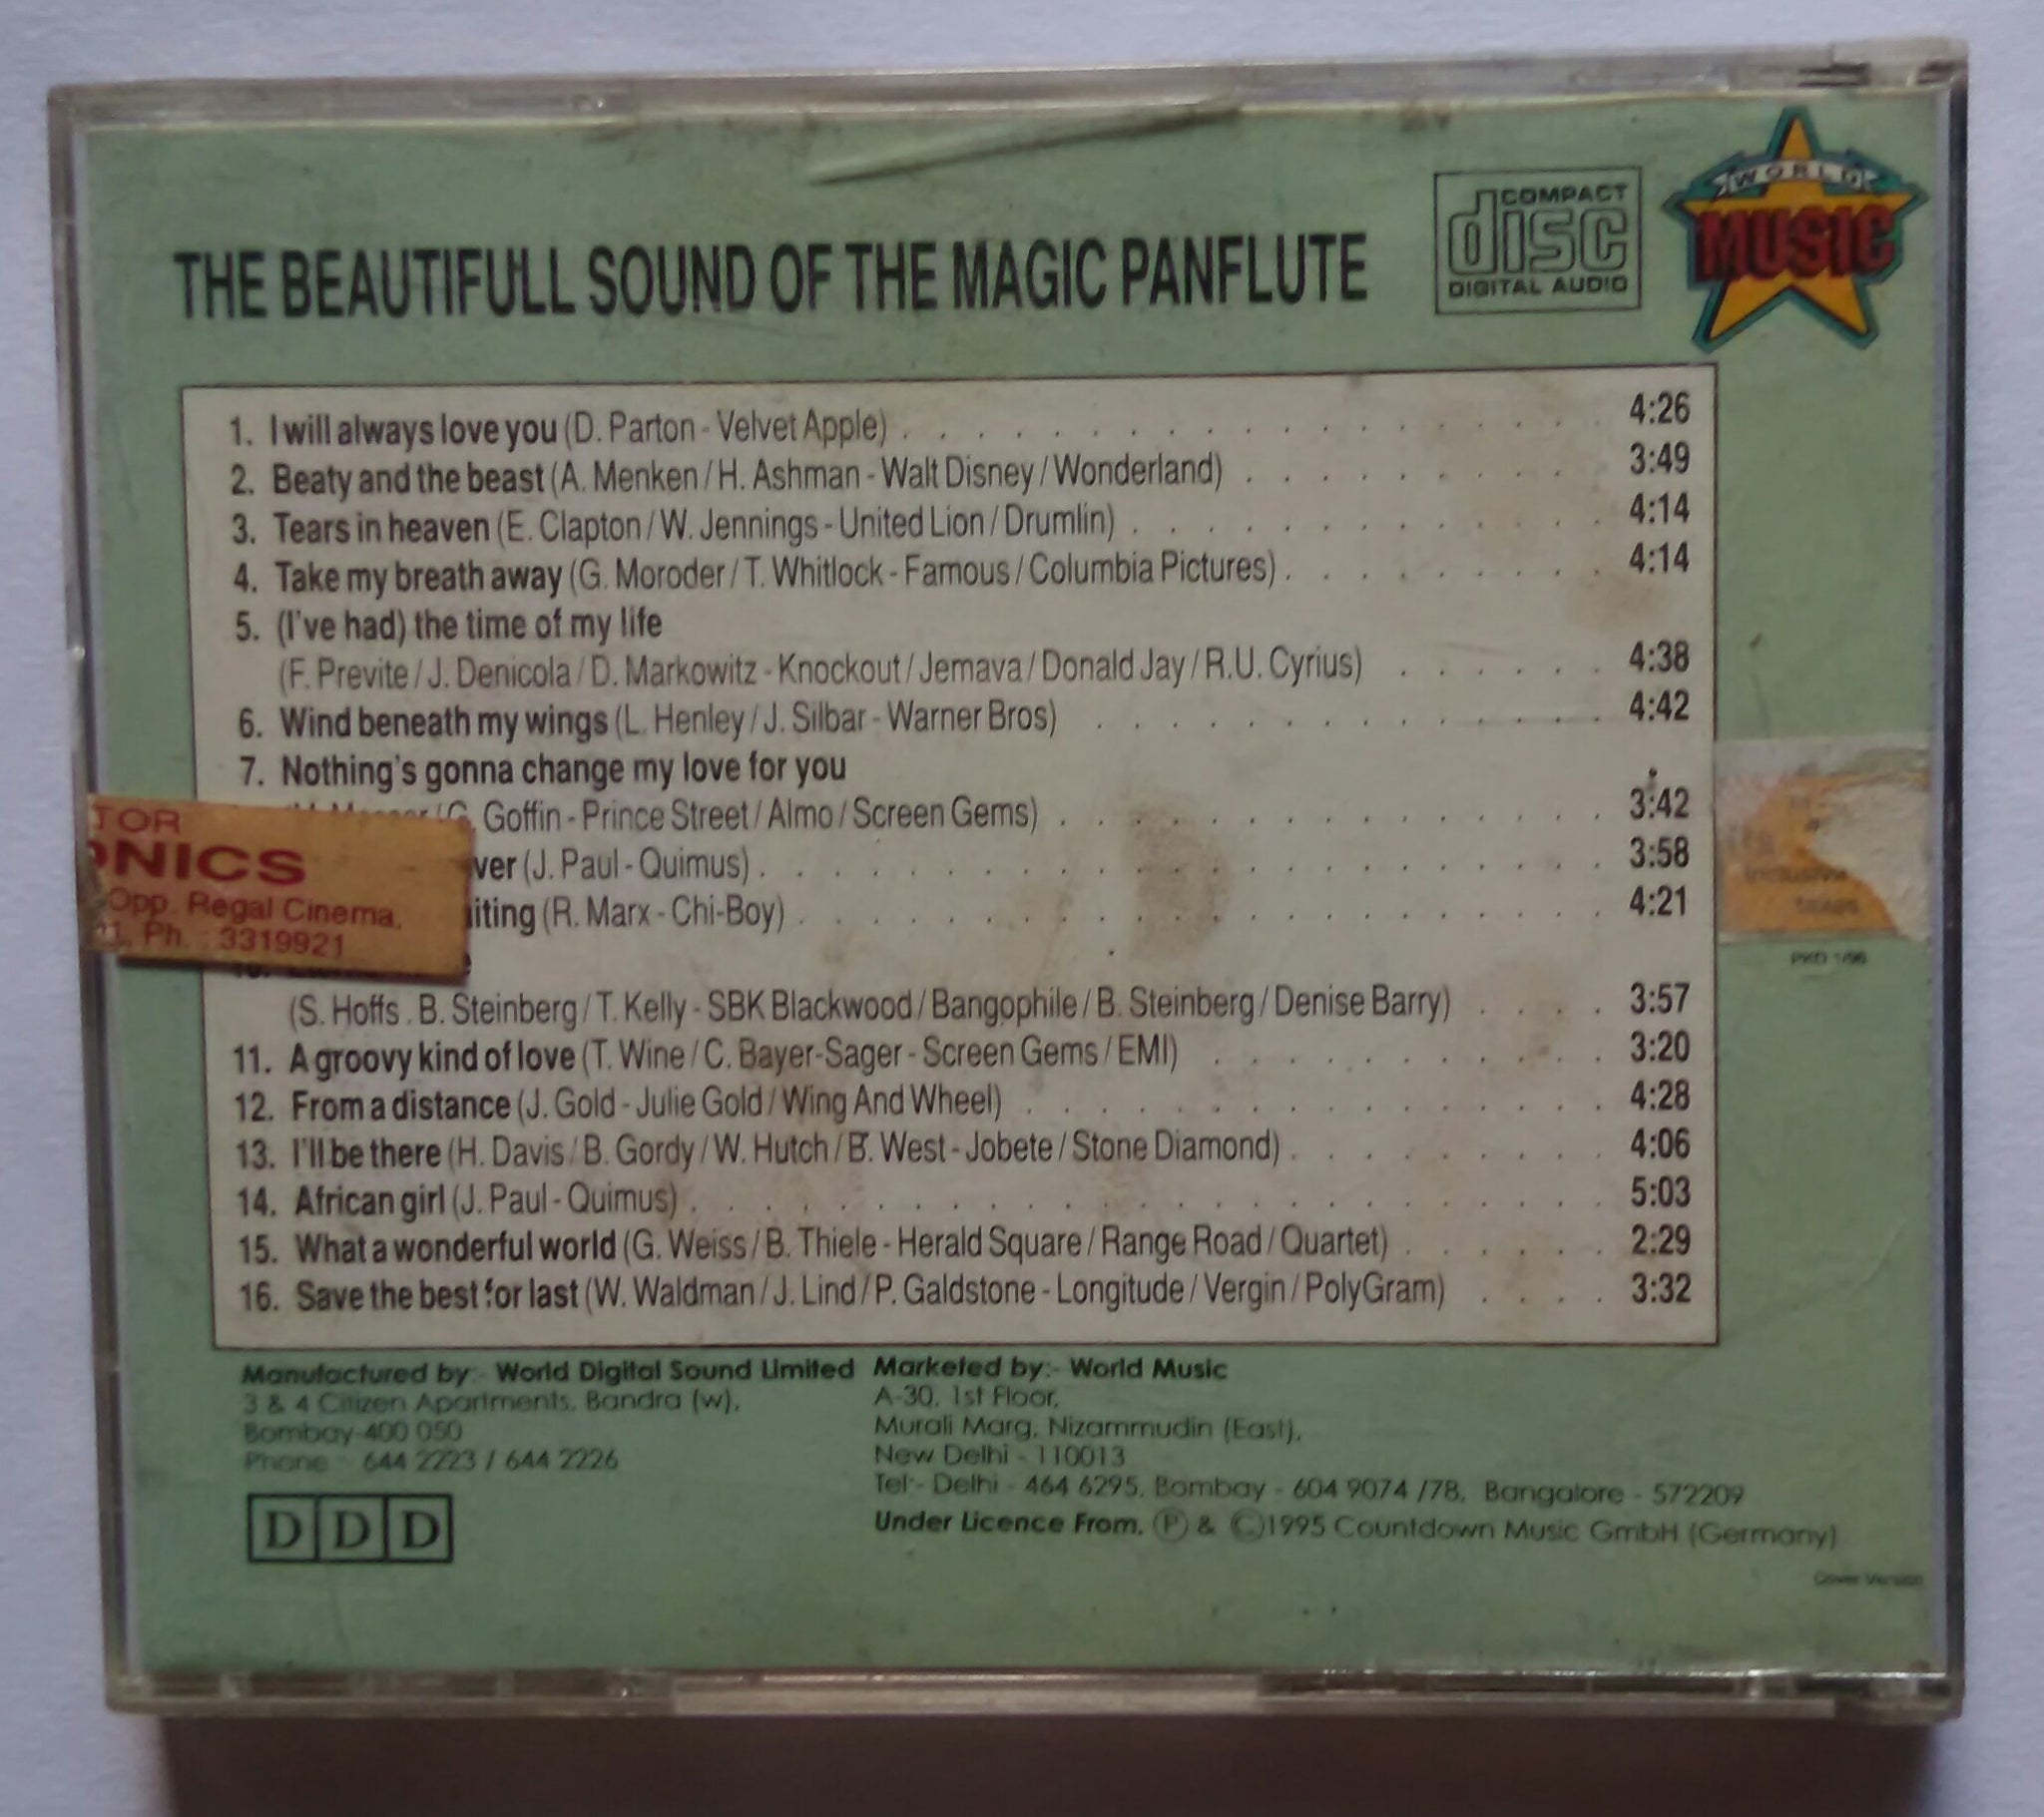 THE BEAUTIFULL SOUND OF THE MAGIC PANFLUTE
COMPACT
disc
DIGITAL AUDIO
WORLD
MUSIC
1. I will always love you (D. Parton - Velvet Apple) 4:26
2. Beaty and the beast (A. Menken / H. Ashman - Walt Disney / Wonderland) 3:49
3. Tears in heaven (E. Clapton / W. Jennings - United Lion / Drumlin) 4:14
4. Take my breath away (G. Moroder / T. Whitlock - Famous / Columbia Pictures) 4:14
5. (I've had) the time of my life
(F. Previte / J. Denicola / D. Markowitz - Knockout / Jemava / Donald Jay / R.U. Cyrius) 4:38
6. Wind beneath my wings (L. Henley / J. Silbar - Warner Bros) 4:42
7. Nothing's gonna change my love for you
/ G. Goffin - Prince Street / Almo / Screen Gems) 3:42
ver (J. Paul - Quimus) 3:58
iting (R. Marx - Chi-Boy) 4:21
(S. Hoffs . B. Steinberg / T. Kelly - SBK Blackwood / Bangophile / B. Steinberg / Denise Barry) 3:57
11. A groovy kind of love (T. Wine / C. Bayer-Sager - Screen Gems / EMI) 3:20
12. From a distance (J. Gold - Julie Gold / Wing And Wheel) 4:28
13. I'll be there (H. Davis / B. Gordy / W. Hutch / B. West - Jobete / Stone Diamond) 4:06
14. African girl (J. Paul - Quimus) 5:03
15. What a wonderful world (G. Weiss / B. Thiele - Herald Square / Range Road / Quartet) 2:29
16. Save the best for last (W. Waldman / J. Lind / P. Galdstone - Longitude / Vergin / PolyGram) 3:32
TOR
ONICS
Opp. Regal Cinema,
Ph. : 3319921
PKD 1/96
Manufactured by:- World Digital Sound Limited
3 & 4 Citizen Apartments, Bandra (w),
Bombay-400 050
Phone : 644 2223 / 644 2226
DDD
Marketed by:- World Music
A-30, 1st Floor,
Murali Marg, Nizammudin (East),
New Delhi - 110013
Tel:- Delhi - 464 6295, Bombay - 604 9074 /78, Bangalore - 572209
Under Licence From. Ⓟ & ©1995 Countdown Music GmbH (Germany)
Cover Version